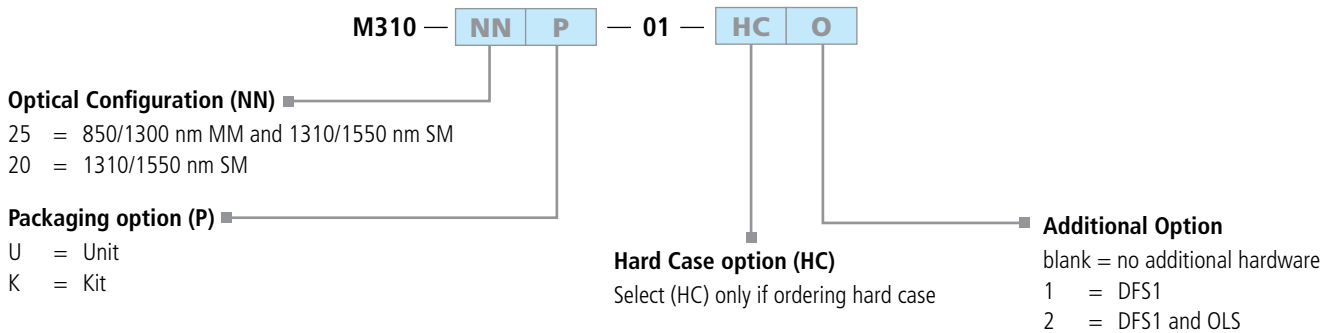 M310 — NN P — 01 — HC O
Optical Configuration (NN)
25 = 850/1300 nm MM and 1310/1550 nm SM
20 = 1310/1550 nm SM
Packaging option (P)
U = Unit
K = Kit
Hard Case option (HC)
Select (HC) only if ordering hard case
Additional Option
blank = no additional hardware
1 = DFS1
2 = DFS1 and OLS